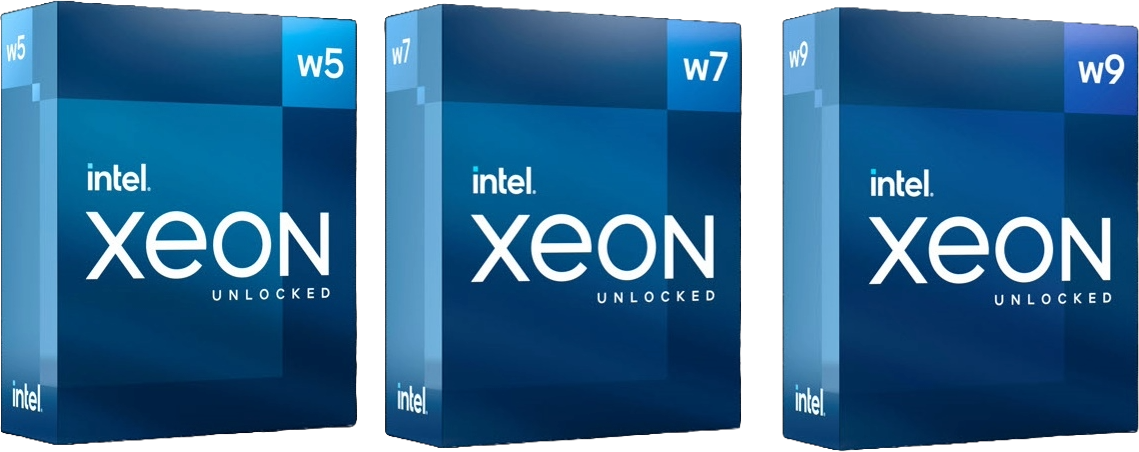 w5
w5
intel.
xeon
UNLOCKED
intel.
w7
w7
intel.
xeon
UNLOCKED
intel.
w9
w9
intel.
xeon
UNLOCKED
intel.